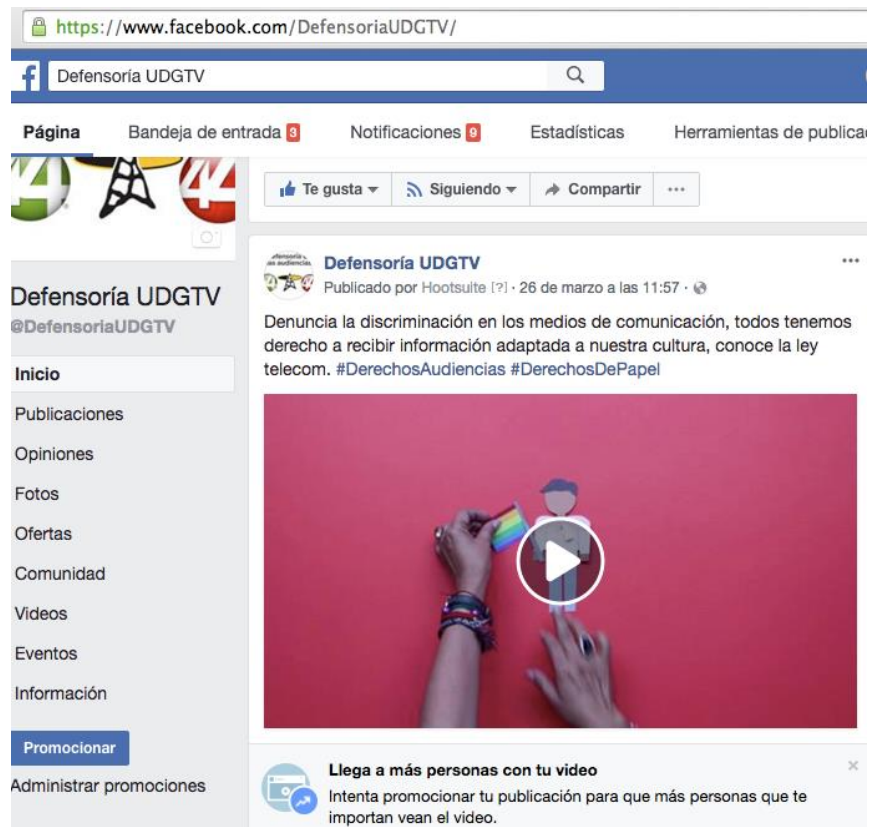 https://www.facebook.com/DefensoriaUDGTV/
Defensoría UDGTV
Página Bandeja de entrada 3 Notificaciones 9 Estadísticas Herramientas de publica
44 44
Te gusta Siguiendo Compartir
Defensoría UDGTV
@DefensoriaUDGTV
Inicio
Publicaciones
Opiniones
Fotos
Ofertas
Comunidad
Videos
Eventos
Información
Promocionar
Administrar promociones
Defensoría UDGTV
Publicado por Hootsuite [?] · 26 de marzo a las 11:57 ·
Denuncia la discriminación en los medios de comunicación, todos tenemos
derecho a recibir información adaptada a nuestra cultura, conoce la ley
telecom. #DerechosAudiencias #DerechosDePapel
Llega a más personas con tu video
Intenta promocionar tu publicación para que más personas que te
importan vean el video.